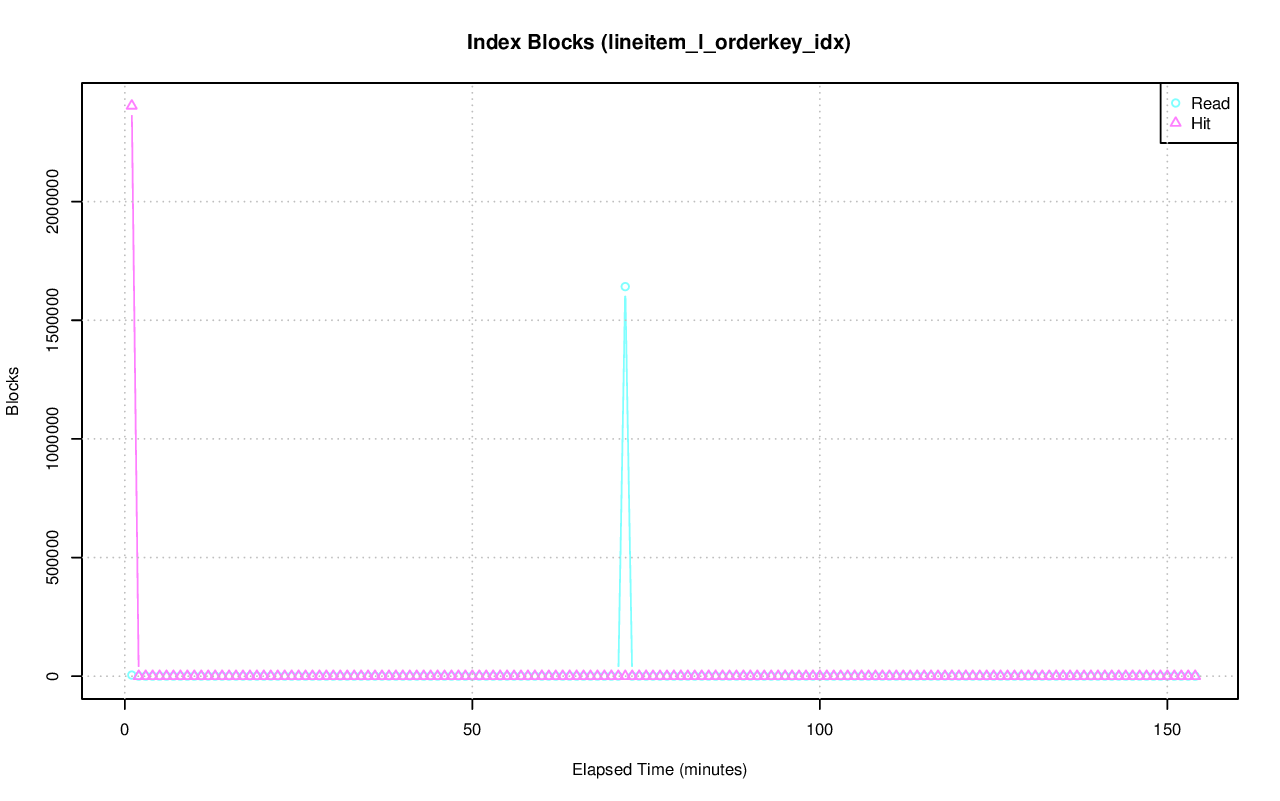 Index Blocks (lineitem_l_orderkey_idx)
Read
Hit
2000000
1500000
1000000
500000
0
Blocks
0 50 100 150
Elapsed Time (minutes)